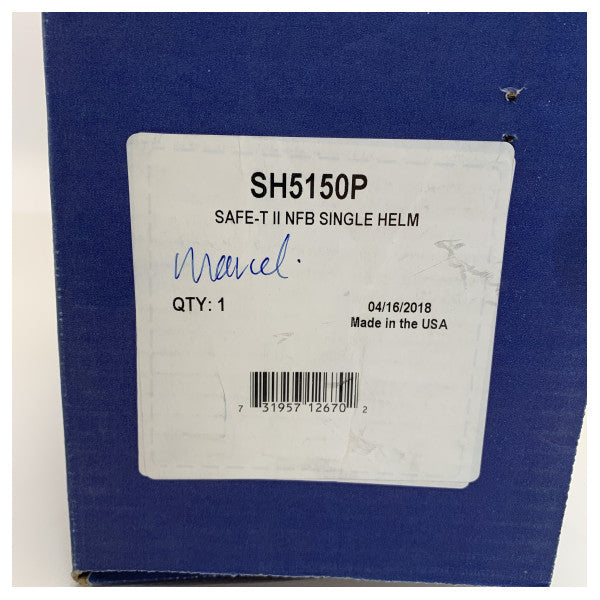 SH5150P
SAFE-T II NFB SINGLE HELM
Marcel.
QTY: 1
04/16/2018
Made in the USA
7 31957 12670 2